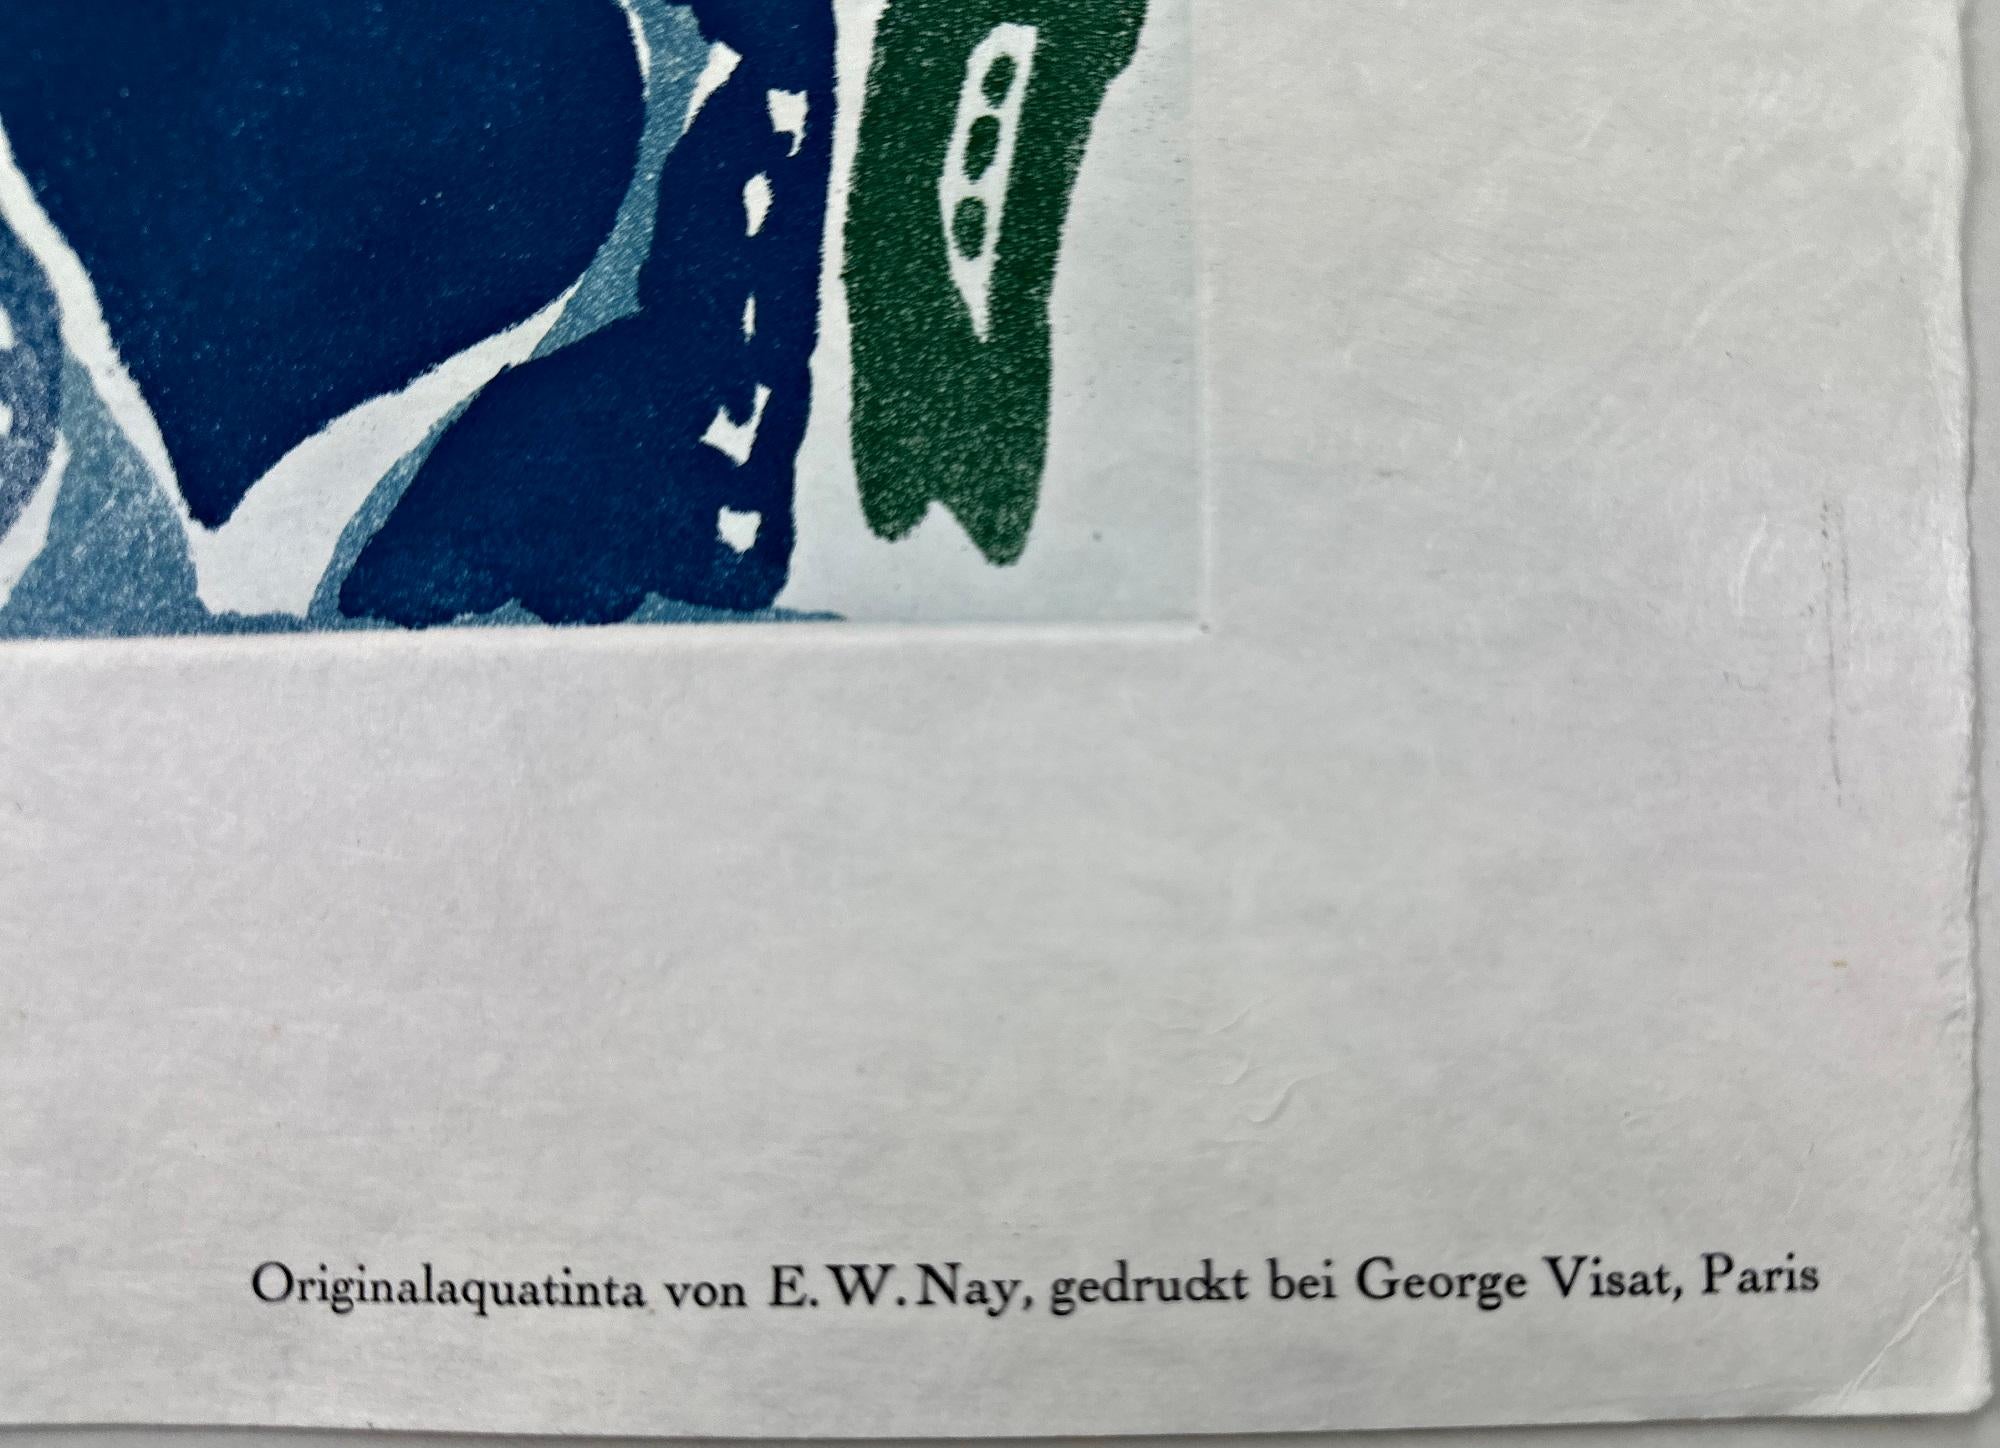 Originalaquatinta von E. W. Nay, gedruckt bei George Visat, Paris